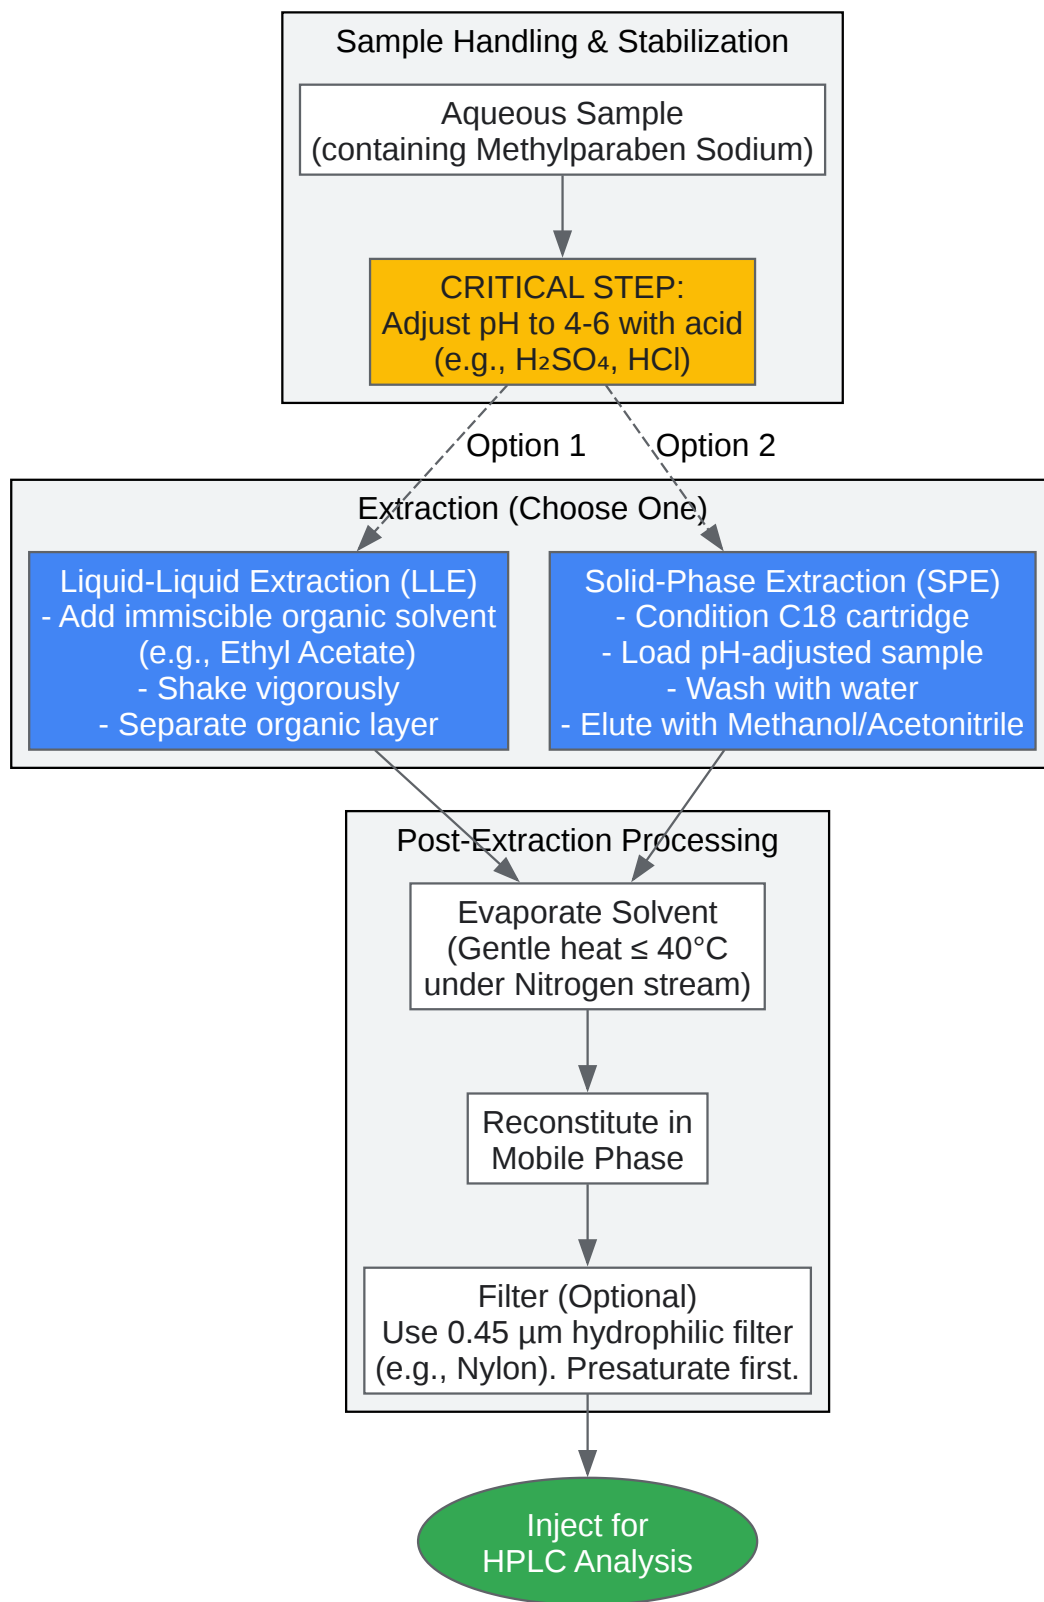 Sample Handling & Stabilization
Aqueous Sample
(containing Methylparaben Sodium)
CRITICAL STEP:
Adjust pH to 4-6 with acid
(e.g., H₂SO₄, HCl)
Option 1
Option 2
Extraction (Choose One)
Liquid-Liquid Extraction (LLE)
- Add immiscible organic solvent
(e.g., Ethyl Acetate)
- Shake vigorously
- Separate organic layer
Solid-Phase Extraction (SPE)
- Condition C18 cartridge
- Load pH-adjusted sample
- Wash with water
- Elute with Methanol/Acetonitrile
Post-Extraction Processing
Evaporate Solvent
(Gentle heat ≤ 40°C
under Nitrogen stream)
Reconstitute in
Mobile Phase
Filter (Optional)
Use 0.45 µm hydrophilic filter
(e.g., Nylon). Presaturate first.
Inject for
HPLC Analysis